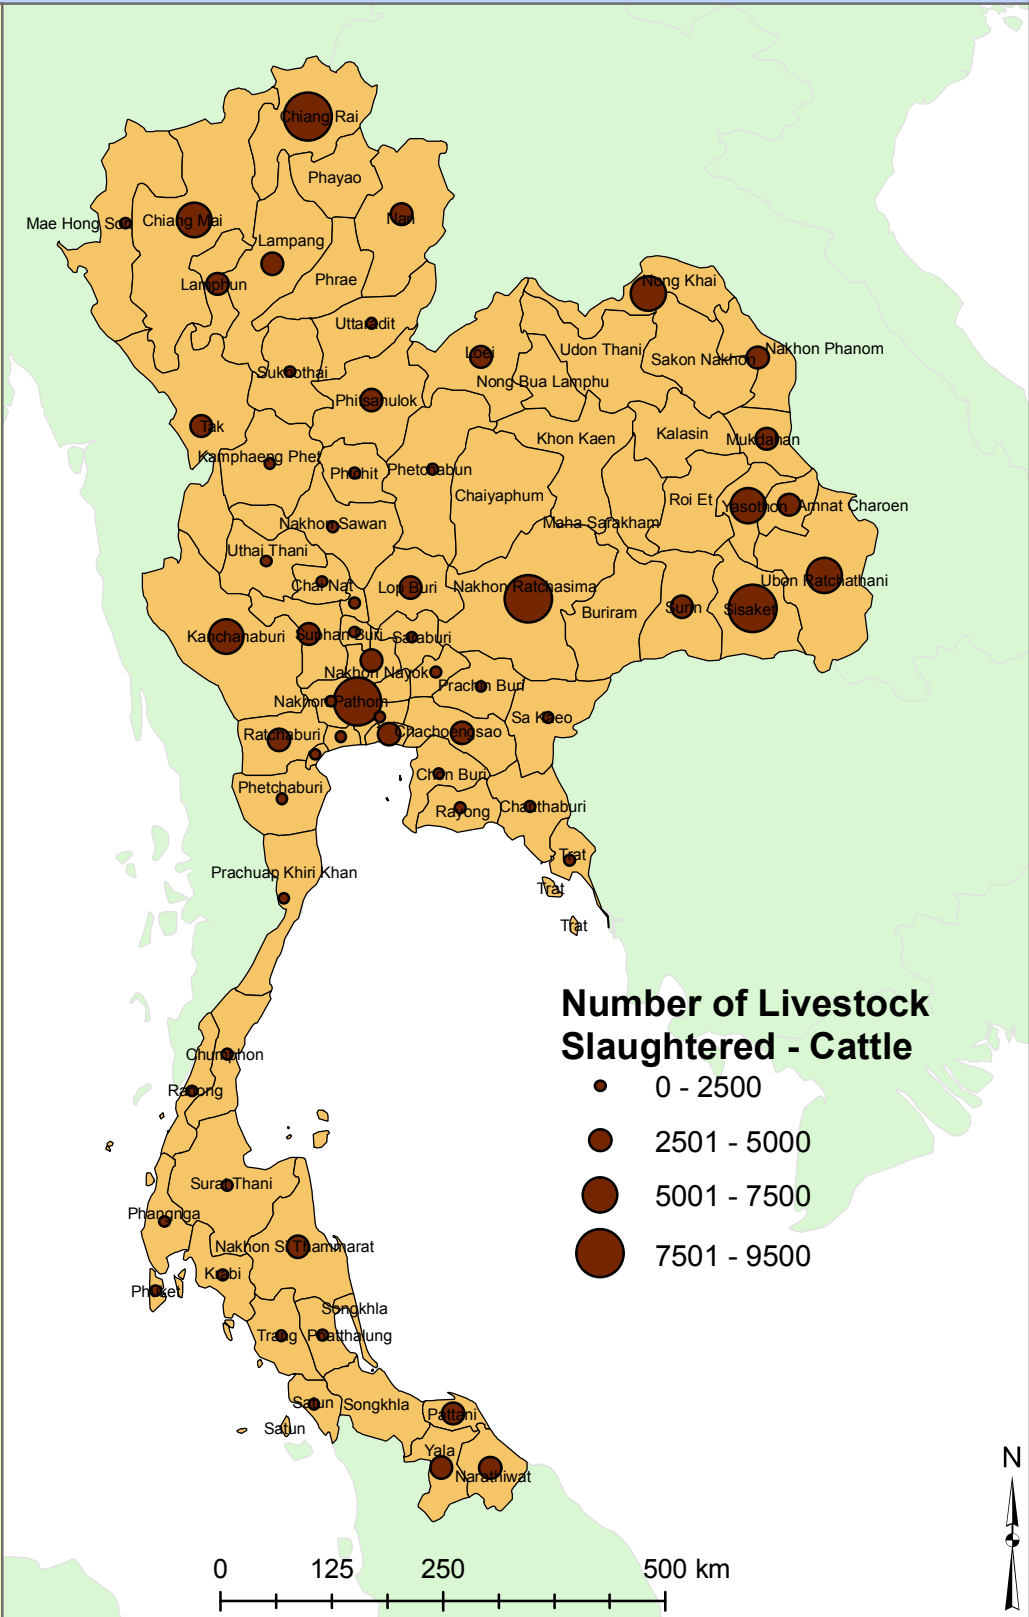 Chiang Rai
Phayao
Mae Hong Son
Chiang Mai
Nan
Lampang
Lamphun
Phrae
Uttaradit
Nong Khai
Loei
Udon Thani
Sakon Nakhon
Nakhon Phanom
Sukhothai
Nong Bua Lamphu
Phitsanulok
Tak
Khon Kaen
Kalasin
Mukdahan
Kamphaeng Phet
Phichit
Phetchabun
Chaiyaphum
Roi Et
Yasothon
Amnat Charoen
Nakhon Sawan
Maha Sarakham
Uthai Thani
Chai Nat
Lop Buri
Nakhon Ratchasima
Ubon Ratchathani
Buriram
Surin
Sisaket
Kanchanaburi
Suphan Buri
Saraburi
Nakhon Nayok
Prachin Buri
Nakhon Pathom
Sa Kaeo
Ratchaburi
Chachoengsao
Chon Buri
Phetchaburi
Rayong
Chanthaburi
Trat
Prachuap Khiri Khan
Trat
Trat
Number of Livestock
Slaughtered - Cattle
0 - 2500
2501 - 5000
5001 - 7500
7501 - 9500
Chumphon
Ranong
Surat Thani
Phangnga
Nakhon Si Thammarat
Krabi
Phuket
Songkhla
Trang
Phatthalung
Satun
Songkhla
Pattani
Satun
Yala
Narathiwat
N
0 125 250 500 km